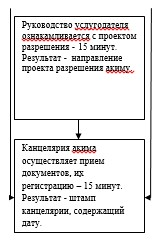 Руководство услугодателя
ознакамливается с проектом
разрешения - 15 минут.
Результат - направление
проекта разрешения акиму.
Канцелярия акима
осуществляет прием
документов, их
регистрацию – 15 минут.
Результат - штамп
канцелярии, содержащий
дату.